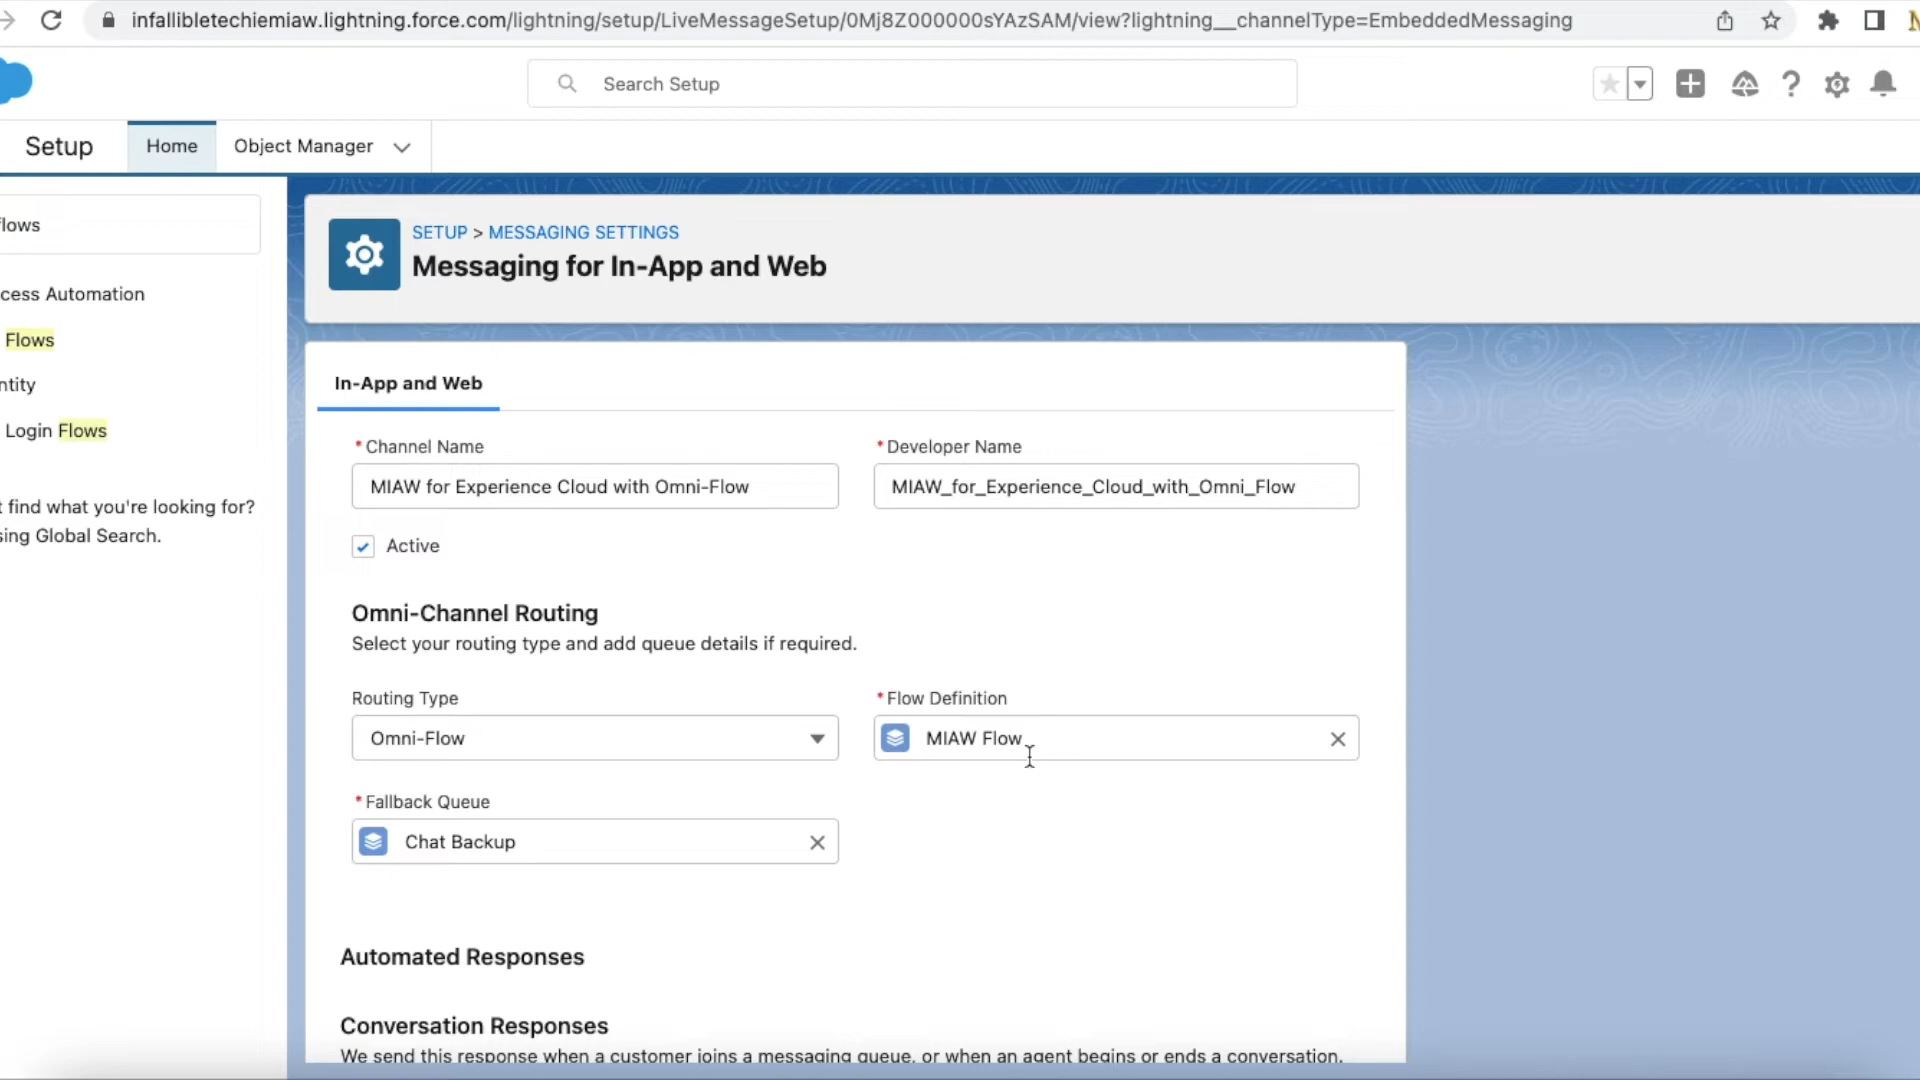 infallibletechiemiaw.lightning.force.com/lightning/setup/LiveMessageSetup/0Mj8Z000000sYAzSAM/view?lightning__channelType=EmbeddedMessaging
Search Setup
Setup
Home
Object Manager
lows
cess Automation
Flows
ntity
Login Flows
t find what you're looking for?
sing Global Search.
SETUP > MESSAGING SETTINGS
Messaging for In-App and Web
In-App and Web
* Channel Name
MIAW for Experience Cloud with Omni-Flow
* Developer Name
MIAW_for_Experience_Cloud_with_Omni_Flow
Active
Omni-Channel Routing
Select your routing type and add queue details if required.
Routing Type
Omni-Flow
* Flow Definition
MIAW Flow
* Fallback Queue
Chat Backup
Automated Responses
Conversation Responses
We send this response when a customer joins a messaging queue, or when an agent begins or ends a conversation.